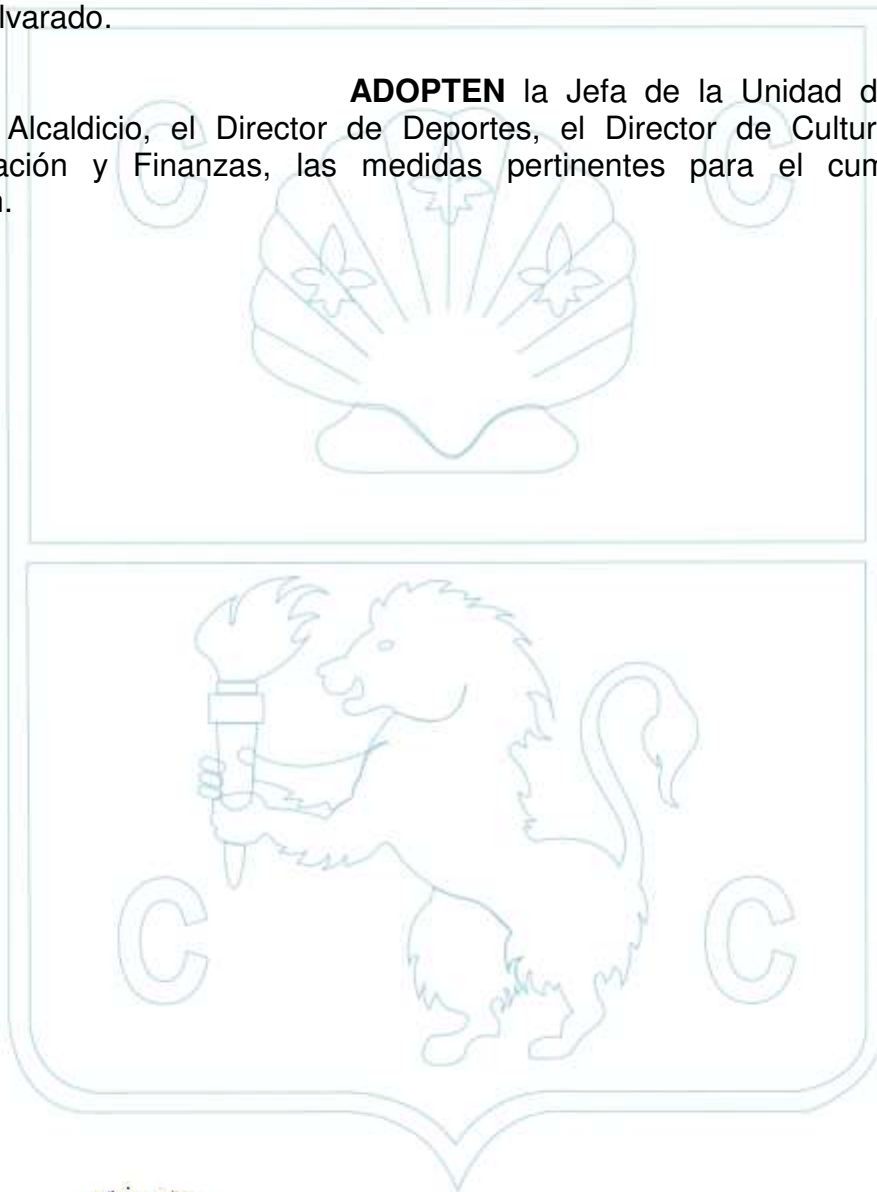 lvarado.
ADOPTEN la Jefa de la Unidad d
Alcaldicio, el Director de Deportes, el Director de Cultur
ación y Finanzas, las medidas pertinentes para el cum
.
C C
C C